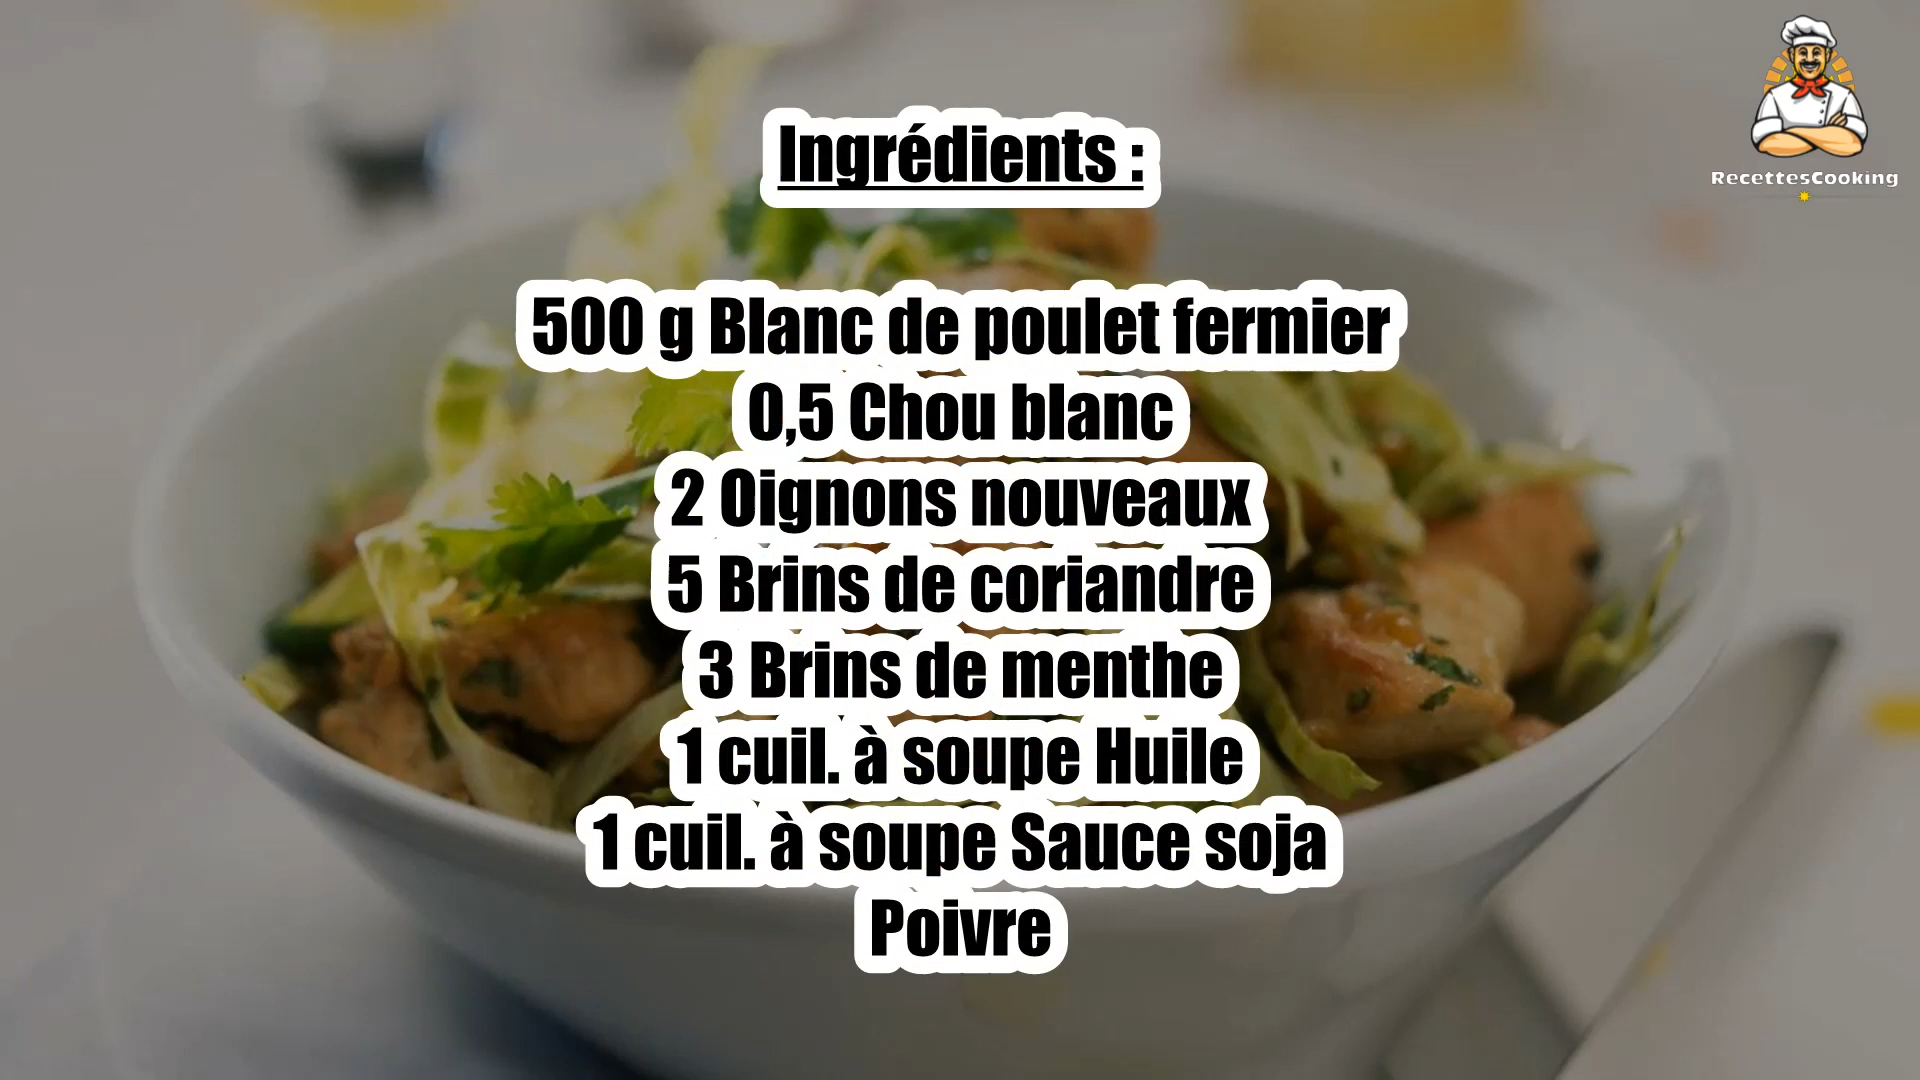 RecettesCooking
Ingrédients :
500 g Blanc de poulet fermier
0,5 Chou blanc
2 Oignons nouveaux
5 Brins de coriandre
3 Brins de menthe
1 cuil. à soupe Huile
1 cuil. à soupe Sauce soja
Poivre